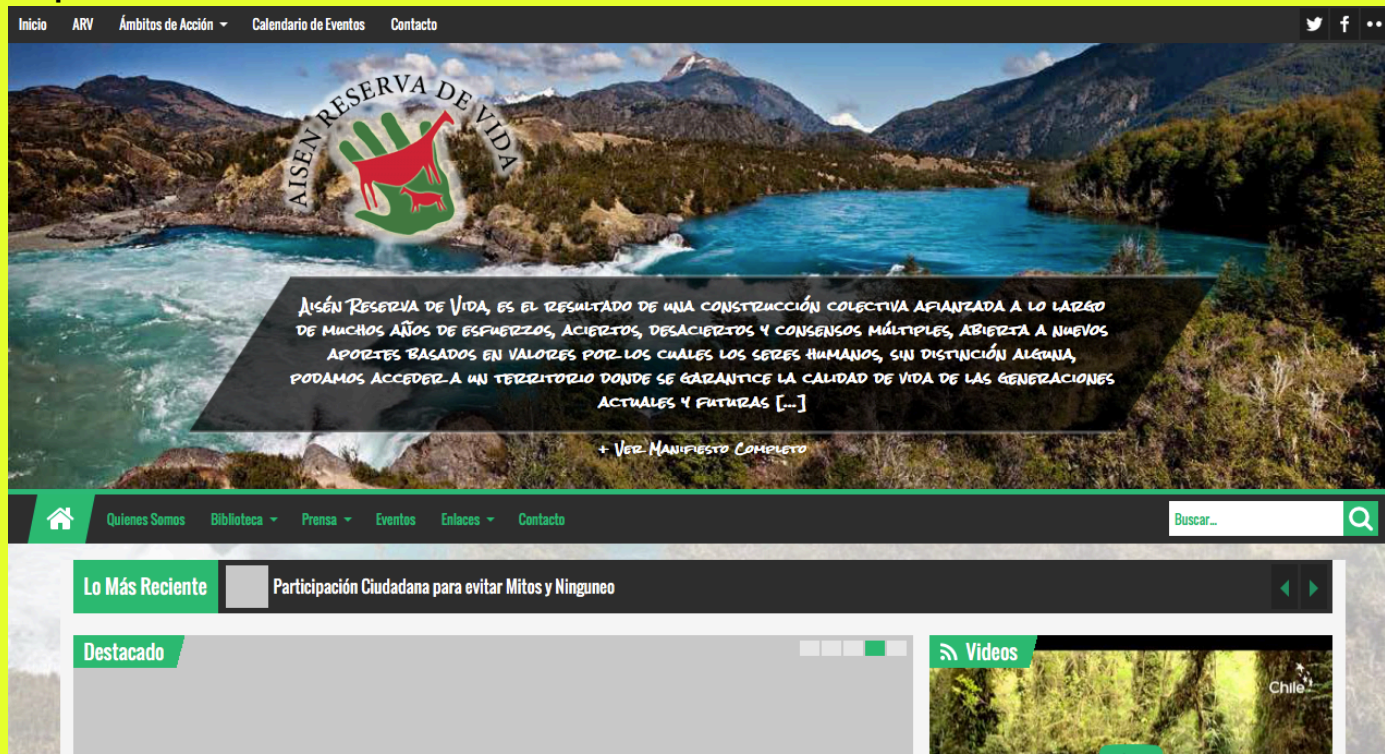 Inicio
ARV
Ámbitos de Acción
Calendario de Eventos
Contacto
AISEN RESERVA DE VIDA
Aisén Reserva de Vida, es el resultado de una construcción colectiva afianzada a lo largo
de muchos años de esfuerzos, aciertos, desaciertos y consensos múltiples, abierta a nuevos
aportes basados en valores por los cuales los seres humanos, sin distinción alguna,
podamos acceder a un territorio donde se garantice la calidad de vida de las generaciones
actuales y futuras [...]
+ Ver Manifiesto Completo
Quienes Somos
Biblioteca
Prensa
Eventos
Enlaces
Contacto
Buscar...
Lo Más Reciente
Participación Ciudadana para evitar Mitos y Ninguneo
Destacado
Videos
Chile